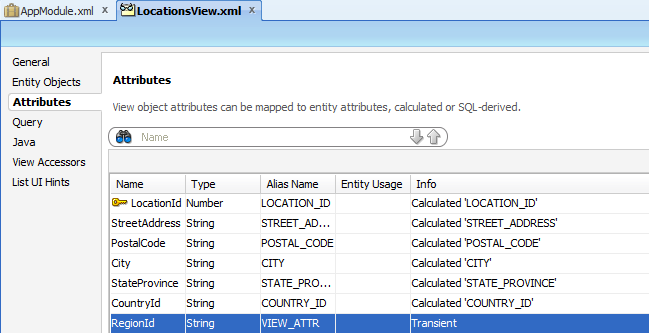 AppModule.xml x LocationsView.xml x
General
Entity Objects
Attributes
Query
Java
View Accessors
List UI Hints
Attributes
View object attributes can be mapped to entity attributes, calculated or SQL-derived.
Name
Name Type Alias Name Entity Usage Info
LocationId Number LOCATION_ID Calculated 'LOCATION_ID'
StreetAddress String STREET_AD... Calculated 'STREET_ADDRESS'
PostalCode String POSTAL_CODE Calculated 'POSTAL_CODE'
City String CITY Calculated 'CITY'
StateProvince String STATE_PRO... Calculated 'STATE_PROVINCE'
CountryId String COUNTRY_ID Calculated 'COUNTRY_ID'
RegionId String VIEW_ATTR Transient